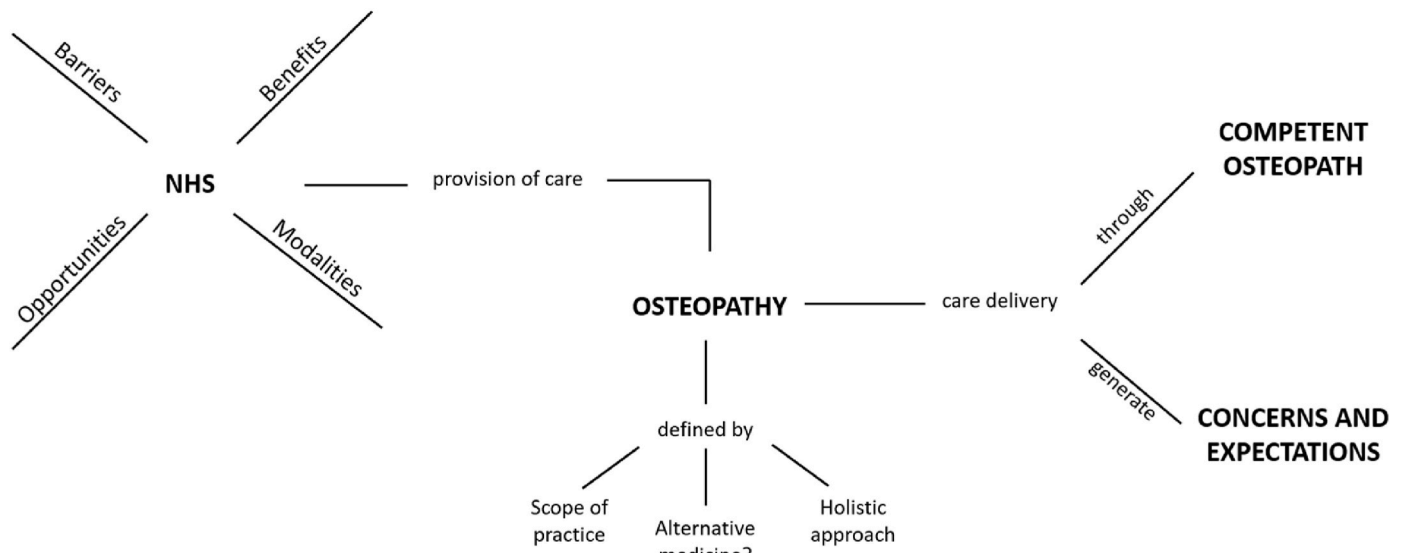 Barriers
Benefits
NHS
provision of care
Opportunities
Modalities
COMPETENT
OSTEOPATH
through
OSTEOPATHY
care delivery
generate
CONCERNS AND
EXPECTATIONS
defined by
Scope of
practice
Alternative
medicine?
Holistic
approach